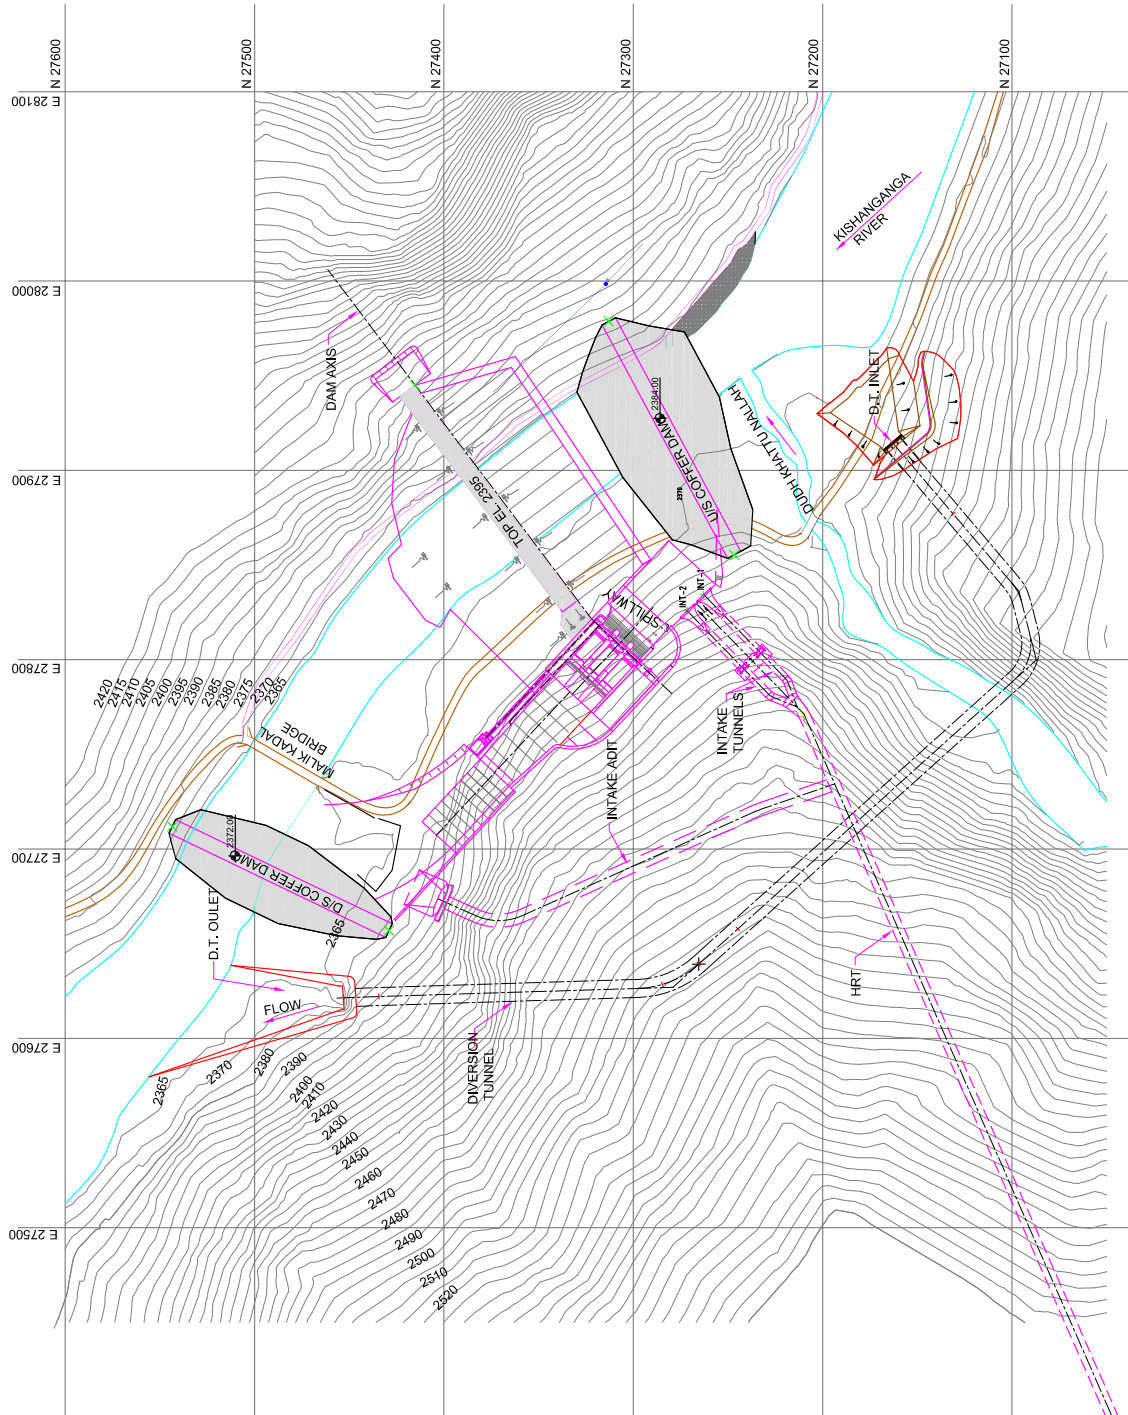 N 27600
N 27500
N 27400
N 27300
N 27200
N 27100
E 28100
E 28000
E 27900
E 27800
E 27700
E 27600
E 27500
DAM AXIS
KISHANGANGA
RIVER
D.T. INLET
2384.00
U/S COFFER DAM
2370
DUDH KHATTU NALLAH
TOP EL. 2395
SPILLWAY
INT-2
INT-1
2420
2415
2410
2405
2400
2395
2390
2385
2380
2375
2370
2365
MALIK KADAL
BRIDGE
INTAKE
TUNNELS
INTAKE ADIT
2372.00
D/S COFFER DAM
2365
D.T. OULET
FLOW
HRT
DIVERSION
TUNNEL
2365
2370
2380
2390
2400
2410
2420
2430
2440
2450
2460
2470
2480
2490
2500
2510
2520